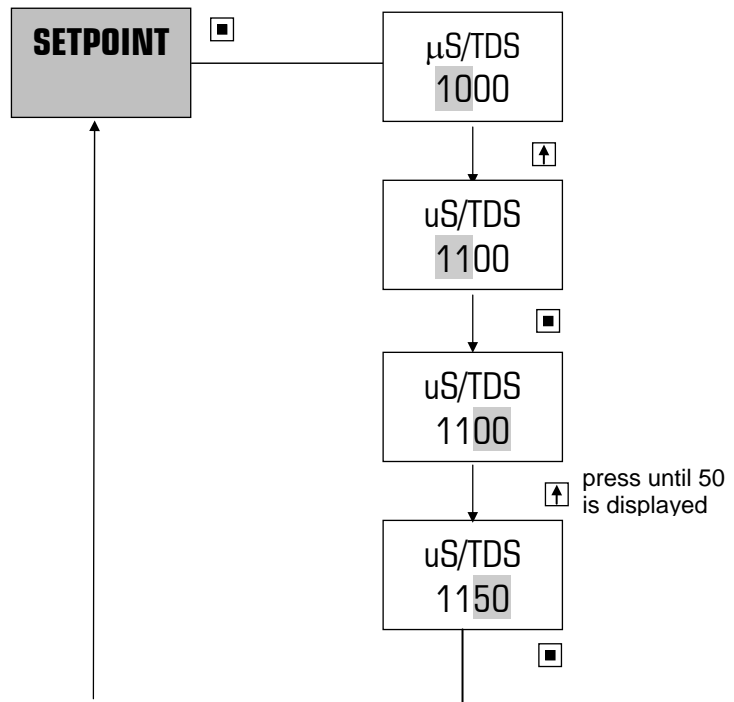 SETPOINT
μS/TDS
1000
uS/TDS
1100
uS/TDS
1100
press until 50
is displayed
uS/TDS
1150